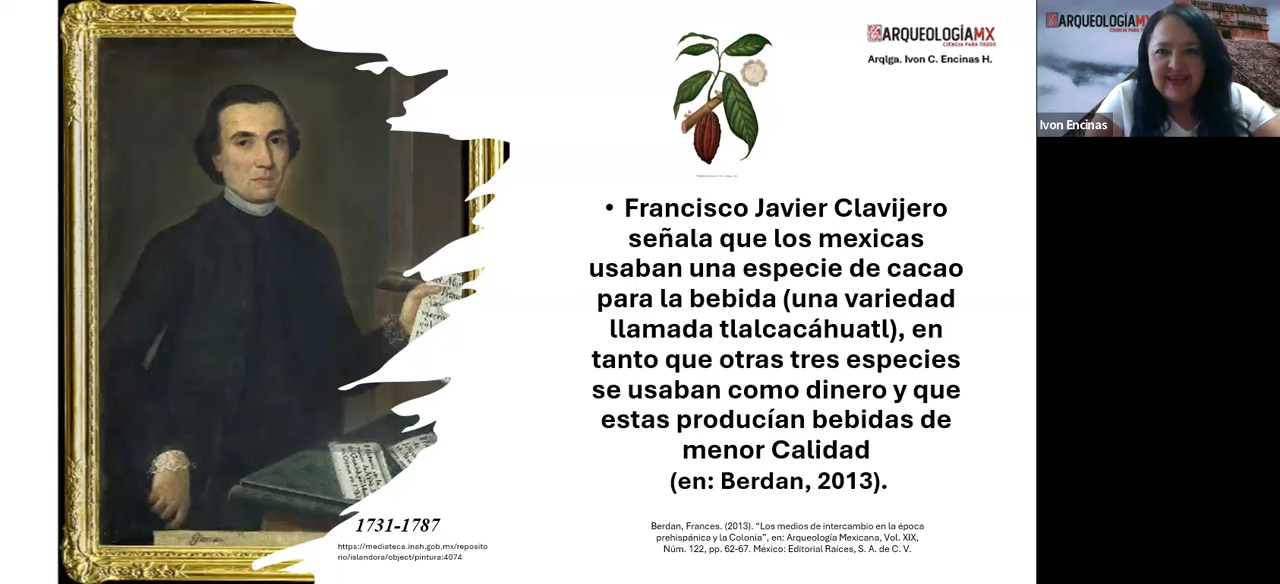 ARQUEOLOGÍAMX
CIENCIA PARA TODOS
Arqlga. Ivon C. Encinas H.
• Francisco Javier Clavijero
señala que los mexicas
usaban una especie de cacao
para la bebida (una variedad
llamada tlalcacáhuatl), en
tanto que otras tres especies
se usaban como dinero y que
estas producían bebidas de
menor Calidad
(en: Berdan, 2013).
Berdan, Frances. (2013). “Los medios de intercambio en la época
prehispánica y la Colonia”, en: Arqueología Mexicana, Vol. XIX,
Núm. 122, pp. 62-67. México: Editorial Raíces, S. A. de C. V.
1731-1787
https://mediateca.inah.gob.mx/reposito
rio/islandora/object/pintura:4074
ARQUEOLOGÍAM
CIENCIA PARA
Ivon Encinas